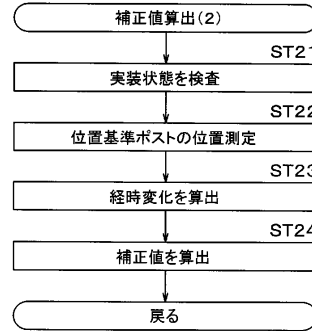 補正値算出(2)
ST21
実装状態を検査
ST22
位置基準ポストの位置測定
ST23
経時変化を算出
ST24
補正値を算出
戻る